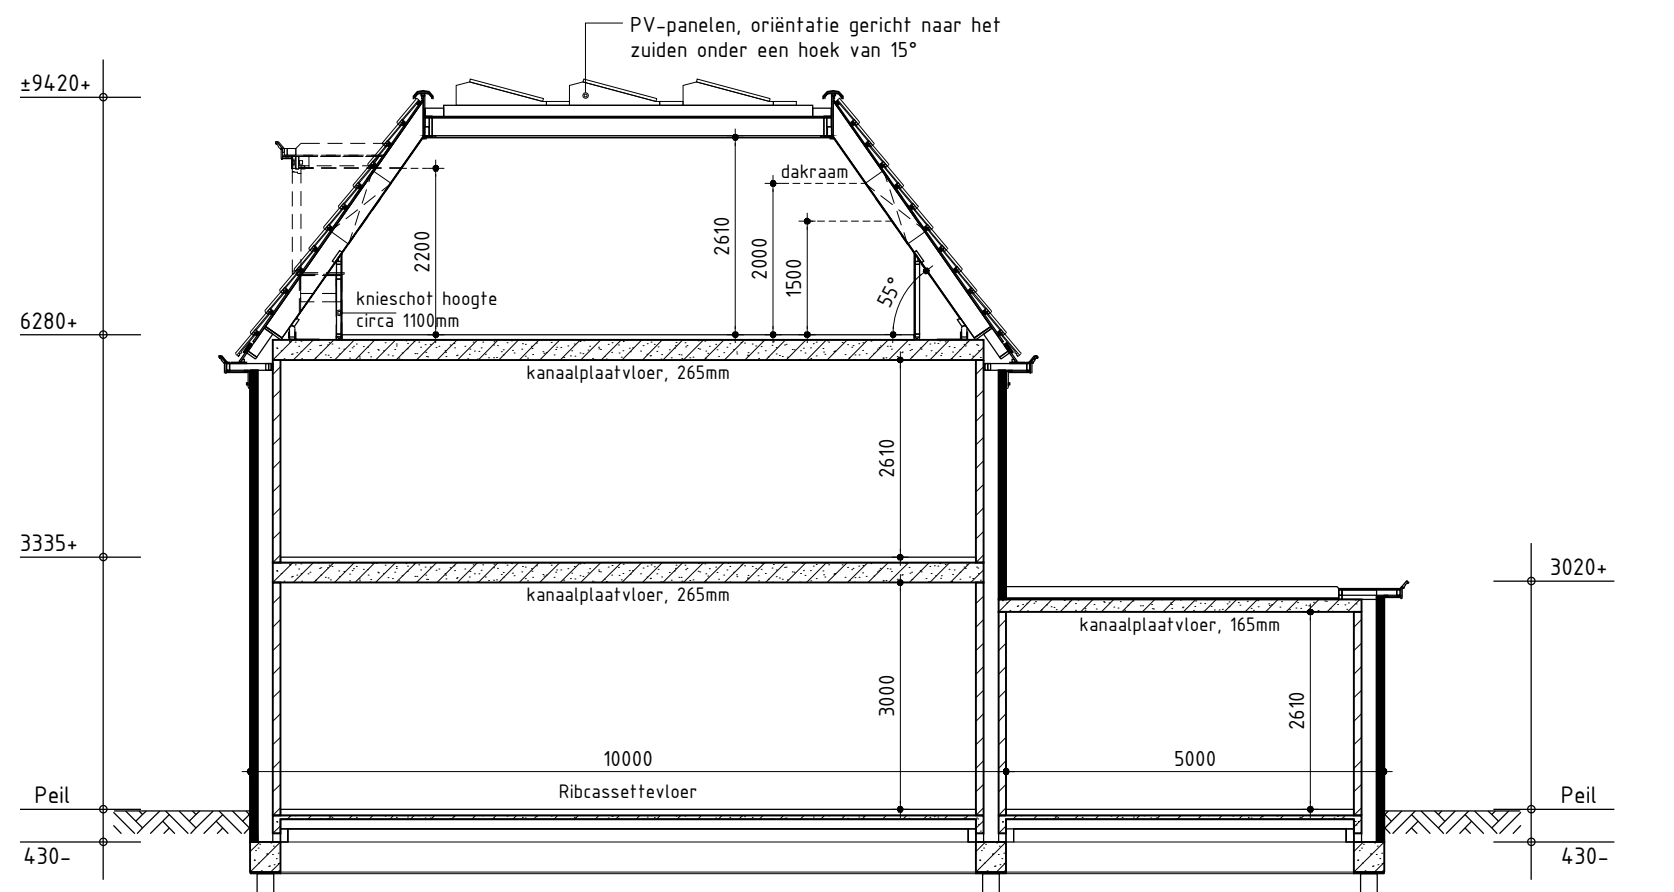 PV-panelen, oriëntatie gericht naar het
zuiden onder een hoek van 15°
±9420+
dakraam
2200
2610
2000
1500
55°
knieschot hoogte
circa 1100mm
6280+
kanaalplaatvloer, 265mm
2610
3335+
3020+
kanaalplaatvloer, 265mm
kanaalplaatvloer, 165mm
3000
2610
10000
5000
Ribcassettevloer
Peil
Peil
430-
430-